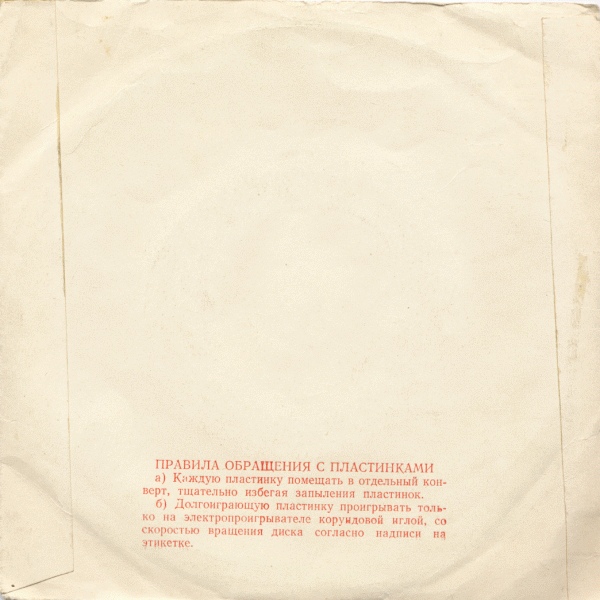 ПРАВИЛА ОБРАЩЕНИЯ С ПЛАСТИНКАМИ
а) Каждую пластинку помещать в отдельный кон-
верт, тщательно избегая запыления пластинок.
б) Долгоиграющую пластинку проигрывать толь-
ко на электропроигрывателе корундовой иглой, со
скоростью вращения диска согласно надписи на
этикетке.